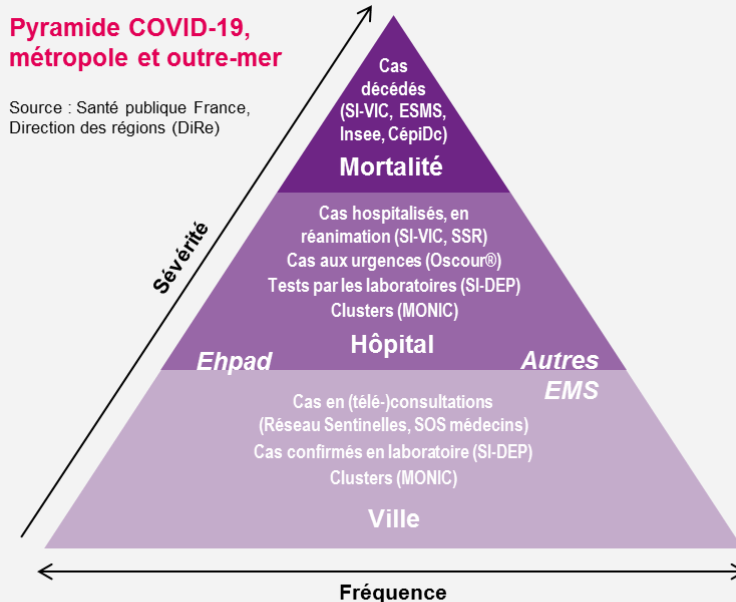 Pyramide COVID-19,
métropole et outre-mer
Source : Santé publique France,
Direction des régions (DiRe)
Cas
décédés
(SI-VIC, ESMS,
Insee, CépiDc)
Mortalité
Sévérité
Cas hospitalisés, en
réanimation (SI-VIC, SSR)
Cas aux urgences (Oscour®)
Tests par les laboratoires (SI-DEP)
Clusters (MONIC)
Hôpital
Ehpad
Autres
EMS
Cas en (télé-)consultations
(Réseau Sentinelles, SOS médecins)
Cas confirmés en laboratoire (SI-DEP)
Clusters (MONIC)
Ville
Fréquence